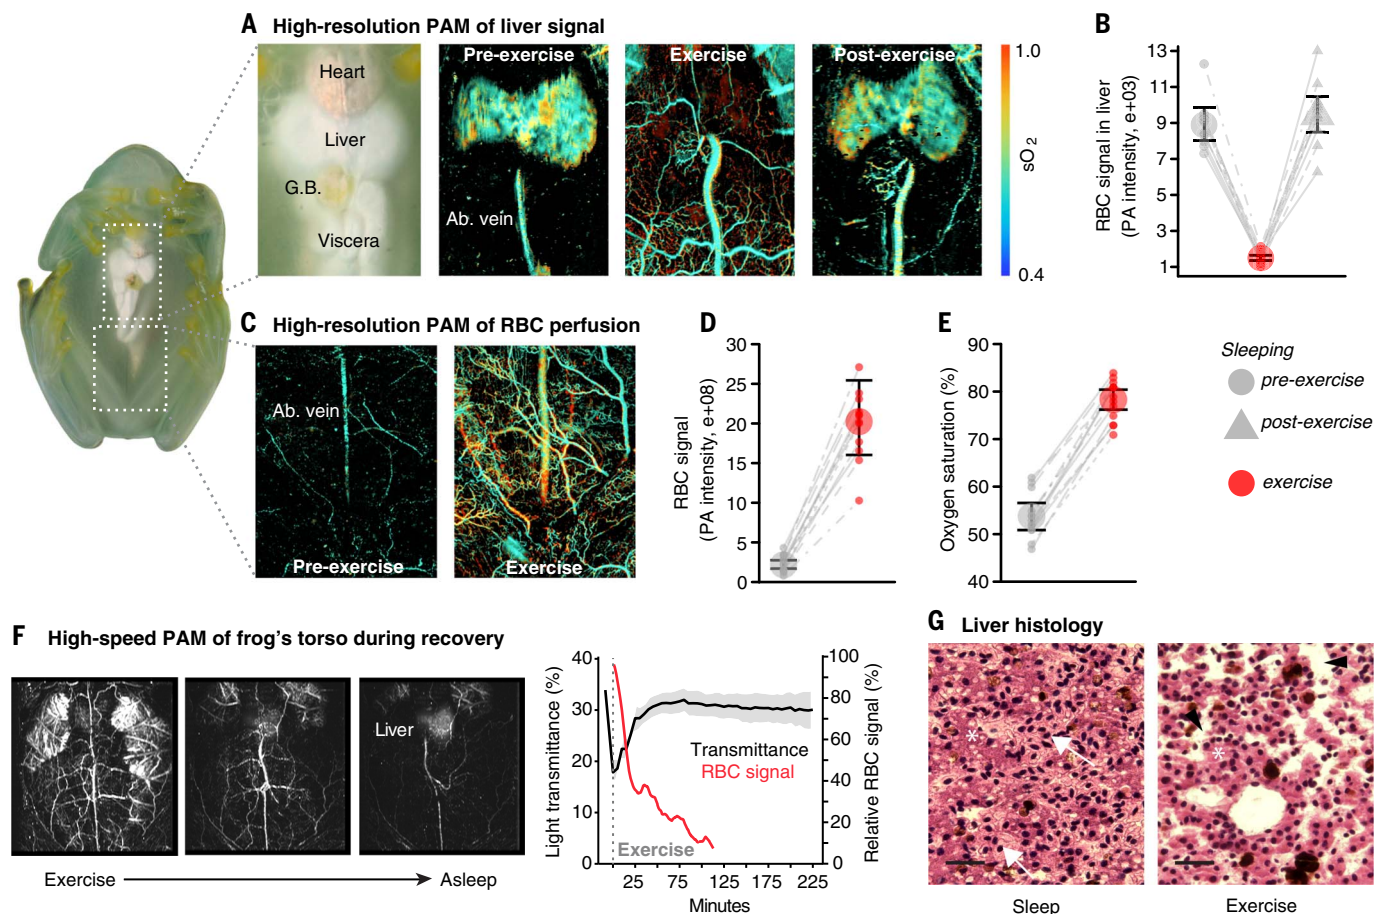 A High-resolution PAM of liver signal
Heart
Liver
G.B.
Viscera
Pre-exercise
Ab. vein
Exercise
Post-exercise
1.0
sO2
0.4
B
RBC signal in liver
(PA intensity, e+03)
13
11
9
7
5
3
1
C High-resolution PAM of RBC perfusion
Ab. vein
Pre-exercise
Exercise
D
RBC signal
(PA intensity, e+08)
30
25
20
15
10
5
0
E
Oxygen saturation (%)
90
80
70
60
50
40
Sleeping
pre-exercise
post-exercise
exercise
F High-speed PAM of frog's torso during recovery
Liver
Exercise
Asleep
Light transmittance (%)
40
30
20
10
0
Transmittance
RBC signal
Exercise
100
80
60
40
20
0
Relative RBC signal (%)
25 75 125 175 225
Minutes
G Liver histology
*
*
Sleep
Exercise